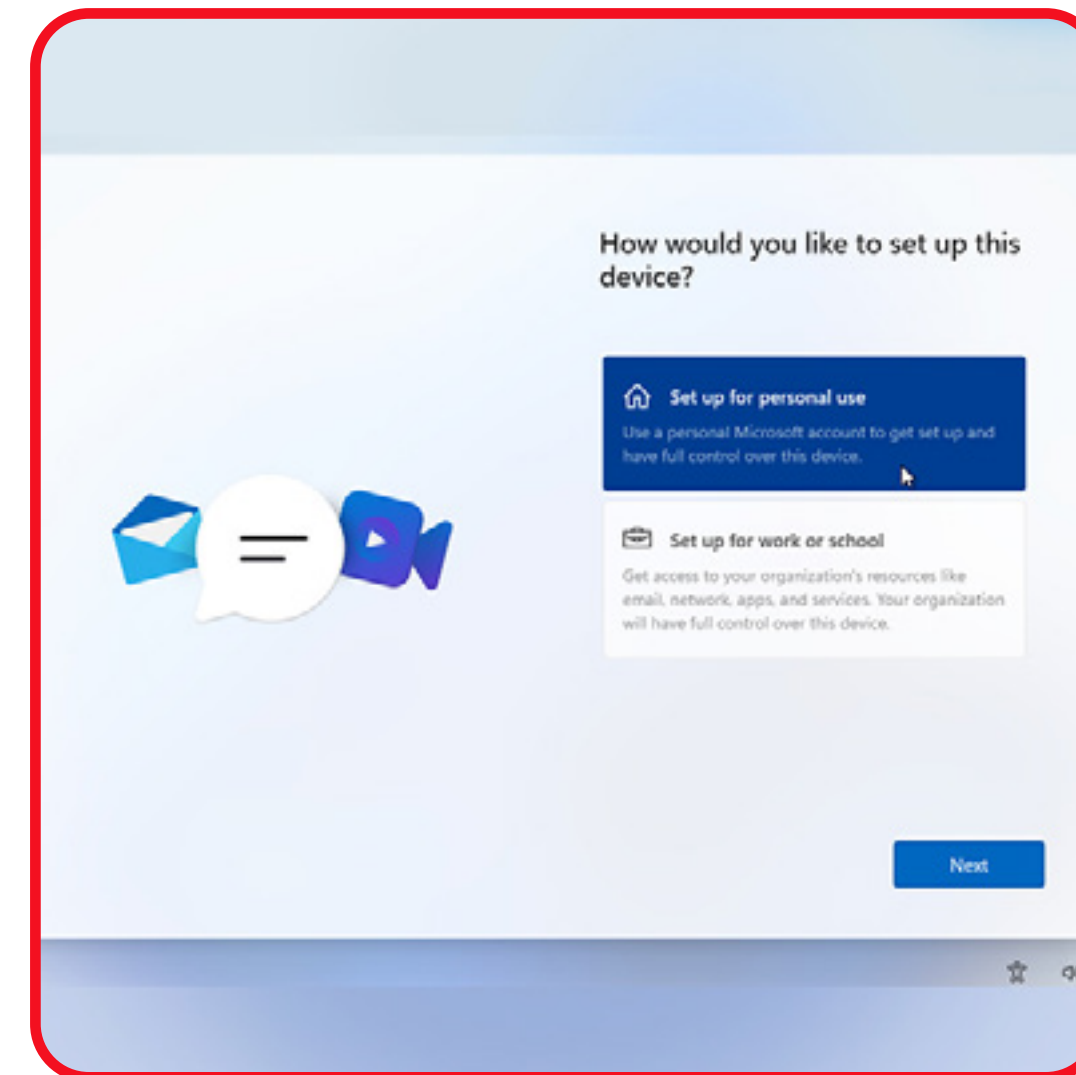 How would you like to set up this
device?
Set up for personal use
Use a personal Microsoft account to get set up and
have full control over this device.
Set up for work or school
Get access to your organization's resources like
email, network, apps, and services. Your organization
will have full control over this device.
Next